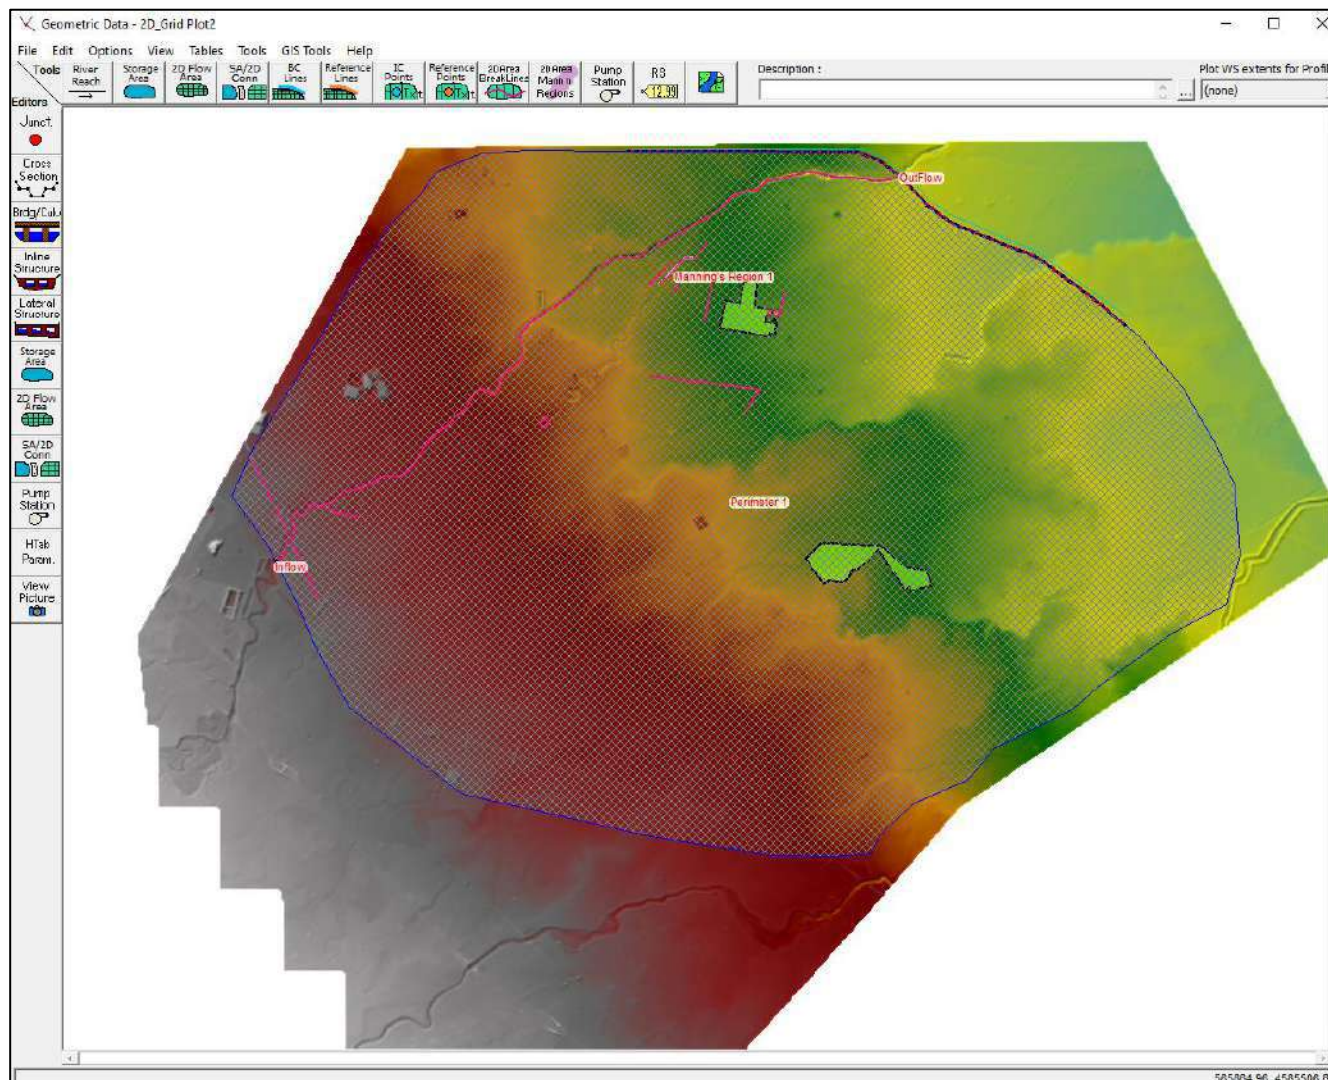 Geometric Data - 2D_Grid Plot2
File Edit Options View Tables Tools GIS Tools Help
Tools
Editors
River
Reach
Storage
Area
2D Flow
Area
SA/2D
Conn
BC
Lines
Reference
Lines
IC
Points
Reference
Points
2D Area
BreakLines
2D Area
Mann n
Regions
Pump
Station
RS
12.99
Description :
...
Plot WS extents for Profil
(none)
Junct.
Cross
Section
Inline
Structure
Lateral
Structure
Storage
Area
2D Flow
Area
SA/2D
Conn
Pump
Station
HTab
Param.
View
Picture
OutFlow
Manning's Region 1
Perimeter 1
Inflow